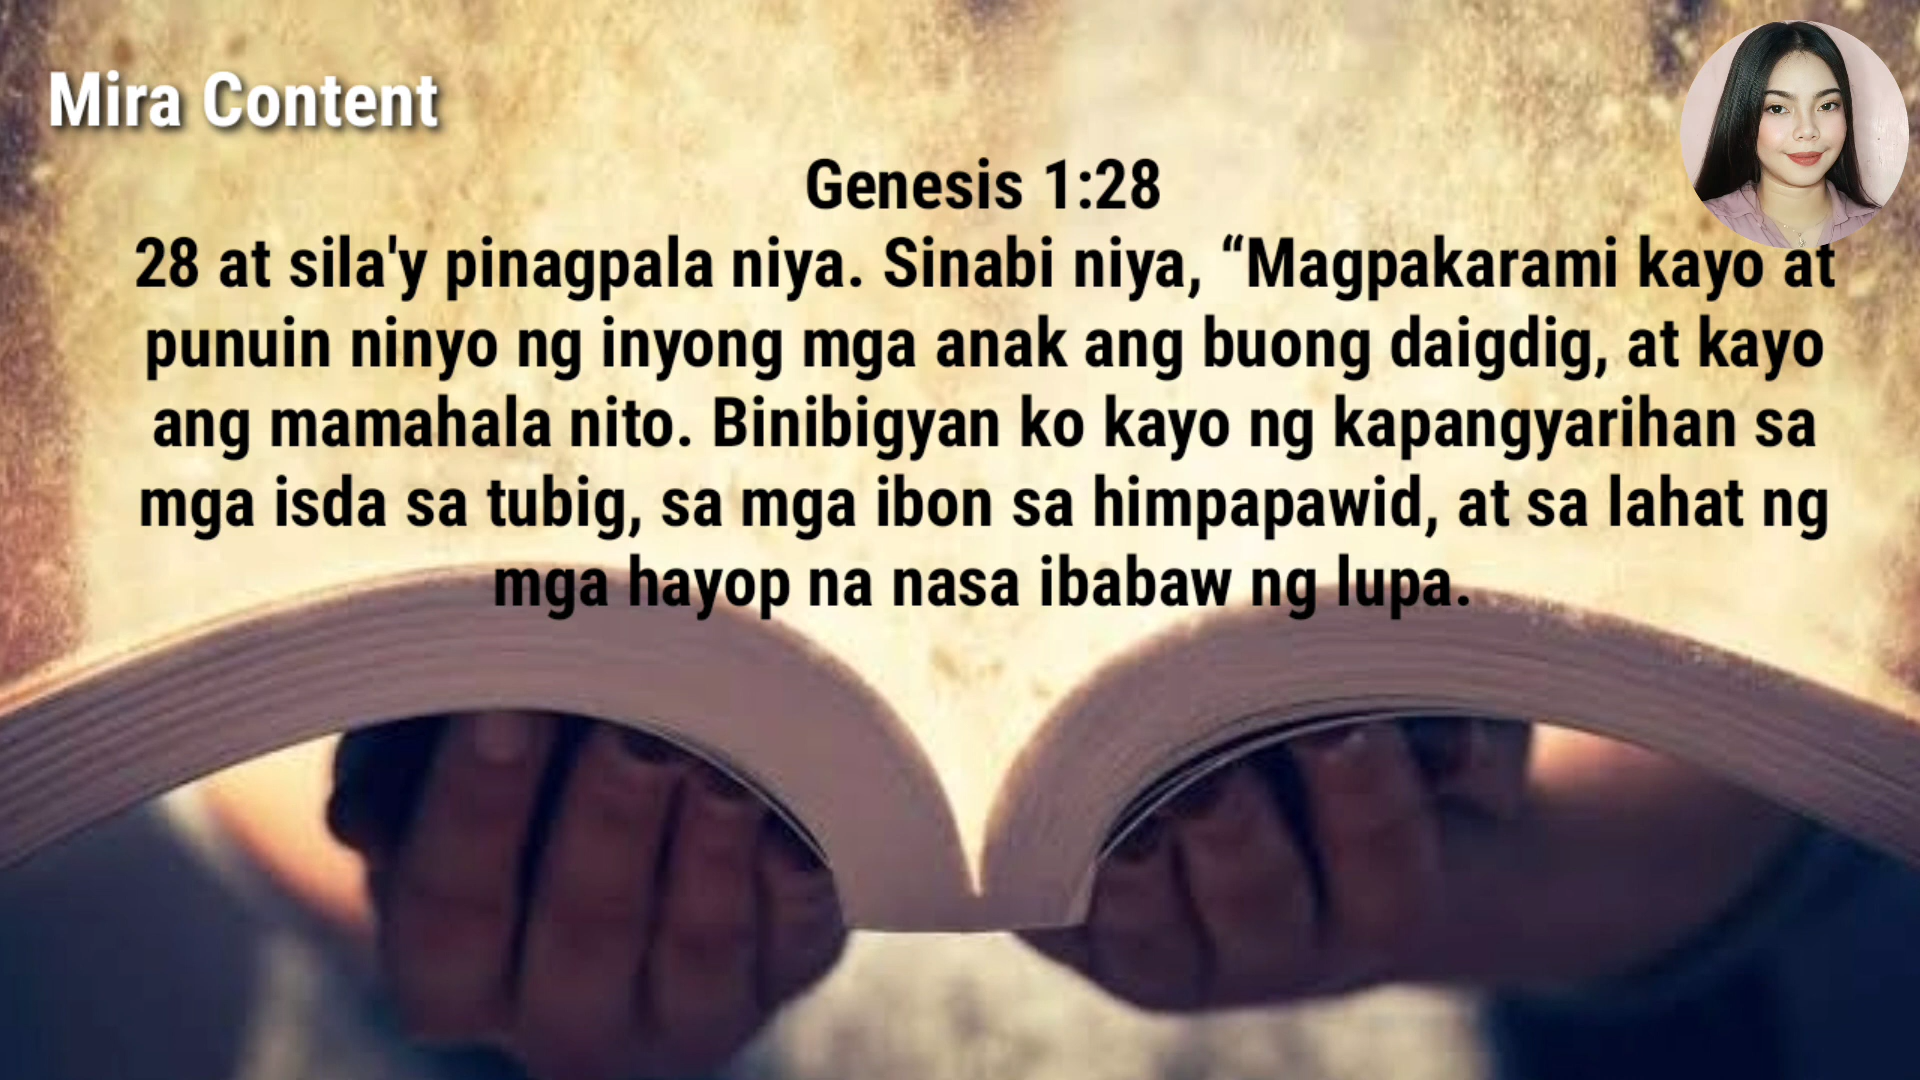 Mira Content
Genesis 1:28
28 at sila'y pinagpala niya. Sinabi niya, “Magpakarami kayo at
punuin ninyo ng inyong mga anak ang buong daigdig, at kayo
ang mamahala nito. Binibigyan ko kayo ng kapangyarihan sa
mga isda sa tubig, sa mga ibon sa himpapawid, at sa lahat ng
mga hayop na nasa ibabaw ng lupa.